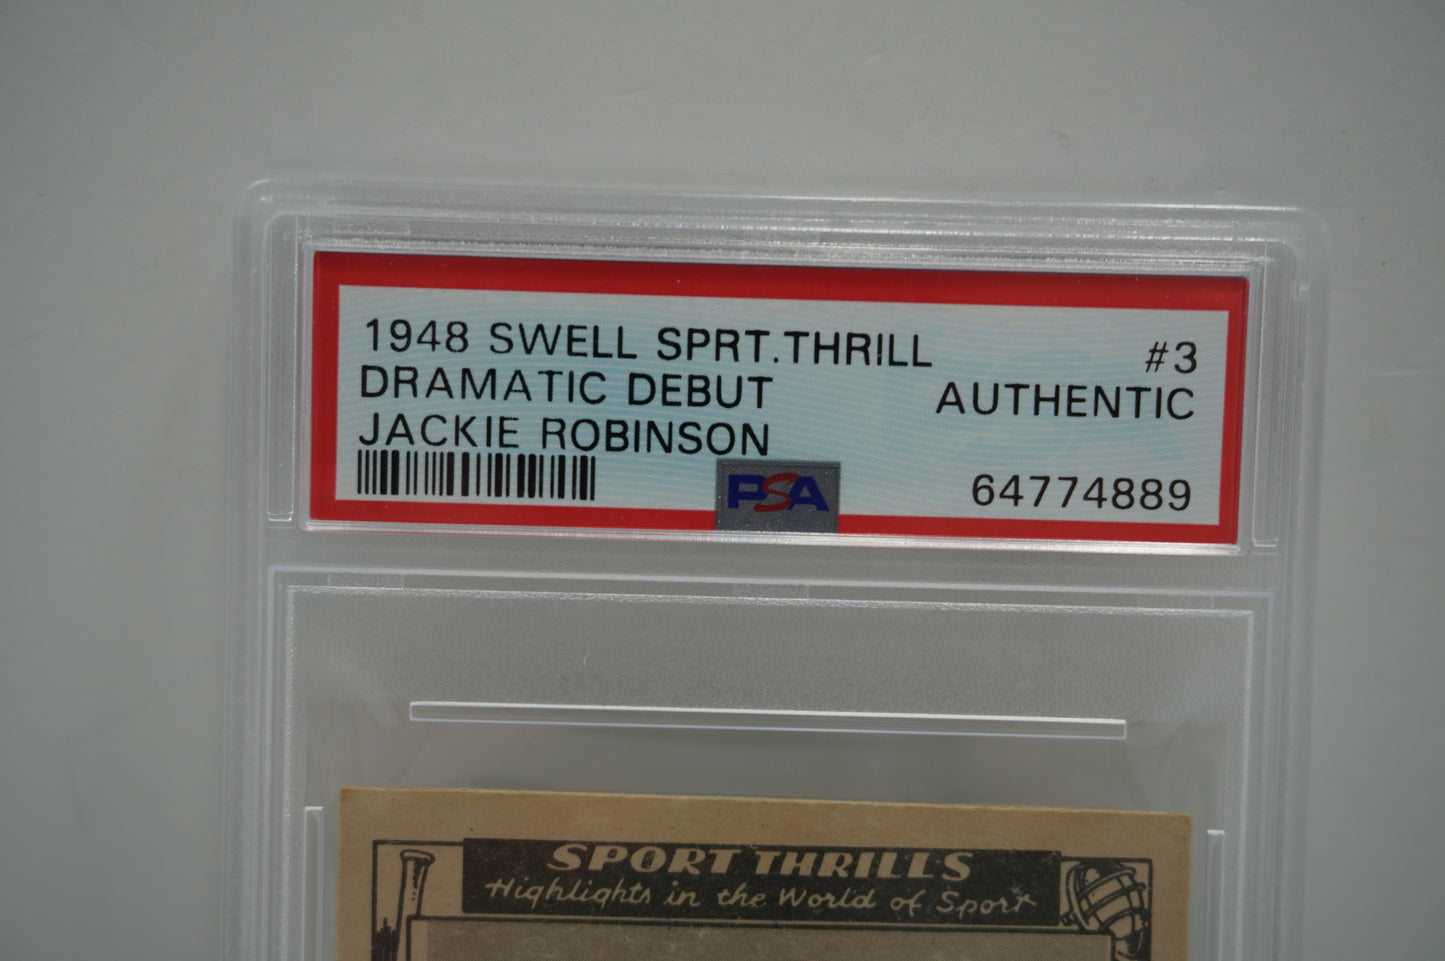 1948 SWELL SPRT.THRILL #3
DRAMATIC DEBUT AUTHENTIC
JACKIE ROBINSON
PSA 64774889
SPORT THRILLS
Highlights in the World of Sport